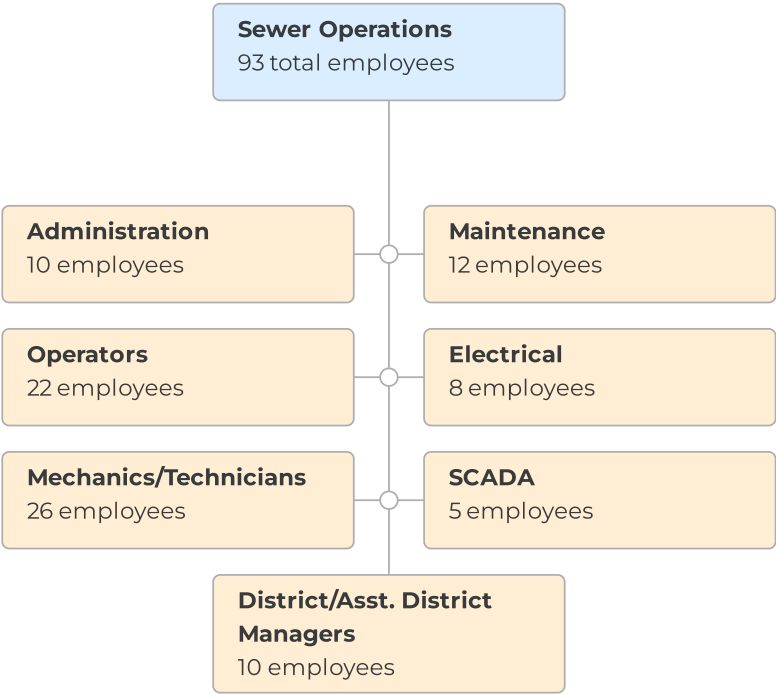 Sewer Operations
93 total employees
Administration
10 employees
Maintenance
12 employees
Operators
22 employees
Electrical
8 employees
Mechanics/Technicians
26 employees
SCADA
5 employees
District/Asst. District
Managers
10 employees